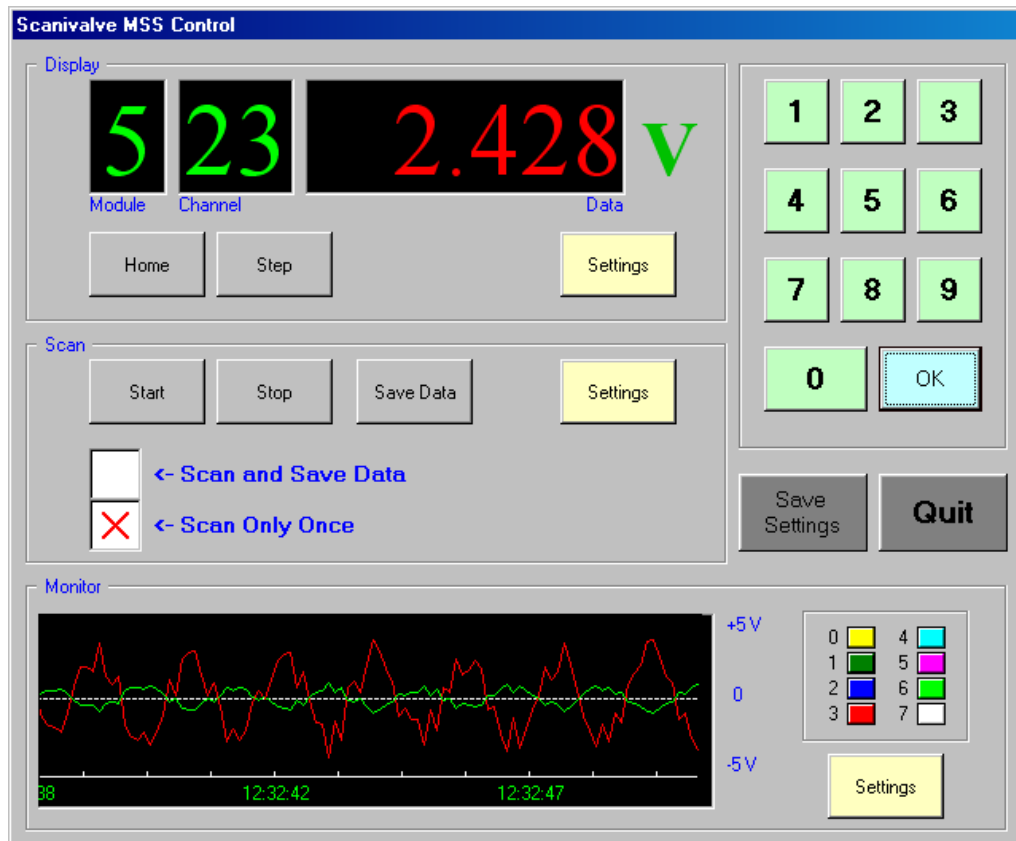 Scanivalve MSS Control
Display
5 23 2.428 V
Module Channel Data
Home Step Settings
Scan
Start Stop Save Data Settings
<- Scan and Save Data
<- Scan Only Once
1 2 3
4 5 6
7 8 9
0 OK
Save
Settings
Quit
Monitor
+5 V
0
-5 V
38 12:32:42 12:32:47
0 4
1 5
2 6
3 7
Settings